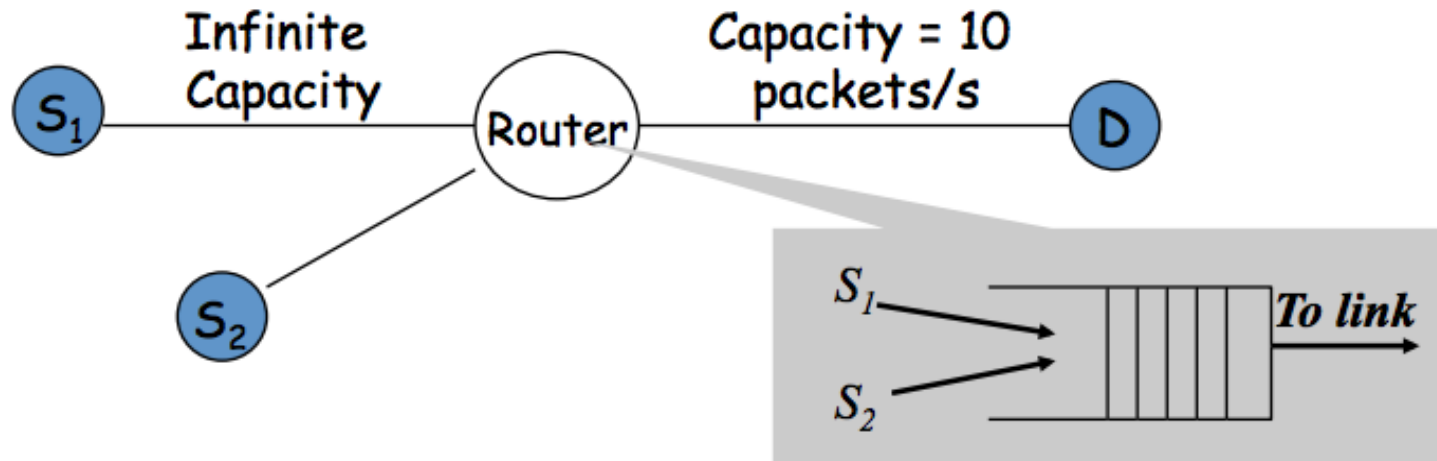 Infinite
Capacity
Capacity = 10
packets/s
S₁
Router
D
S₂
S₁
S₂
To link